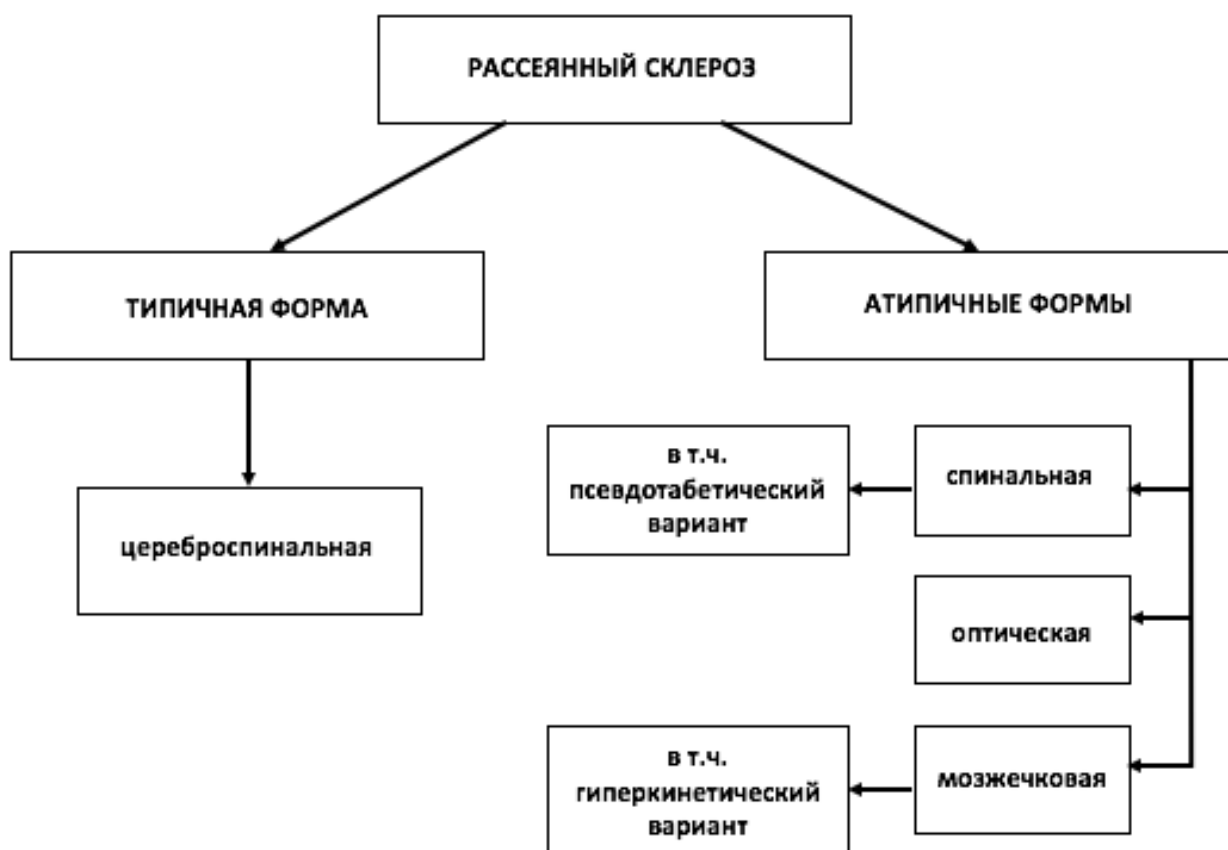 РАССЕЯННЫЙ СКЛЕРОЗ
ТИПИЧНАЯ ФОРМА
АТИПИЧНЫЕ ФОРМЫ
цереброспинальная
в т.ч.
псевдотабетический
вариант
спинальная
оптическая
в т.ч.
гиперкинетический
вариант
мозжечковая